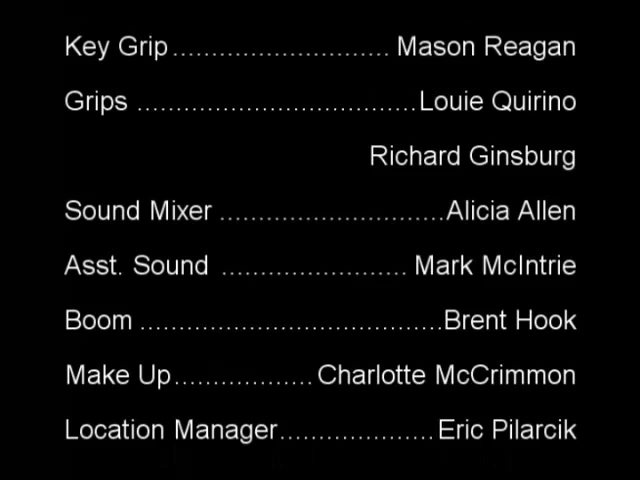 Key Grip............................ Mason Reagan
Grips ....................................Louie Quirino
Richard Ginsburg
Sound Mixer .............................Alicia Allen
Asst. Sound ........................ Mark McIntrie
Boom .......................................Brent Hook
Make Up..................Charlotte McCrimmon
Location Manager....................Eric Pilarcik